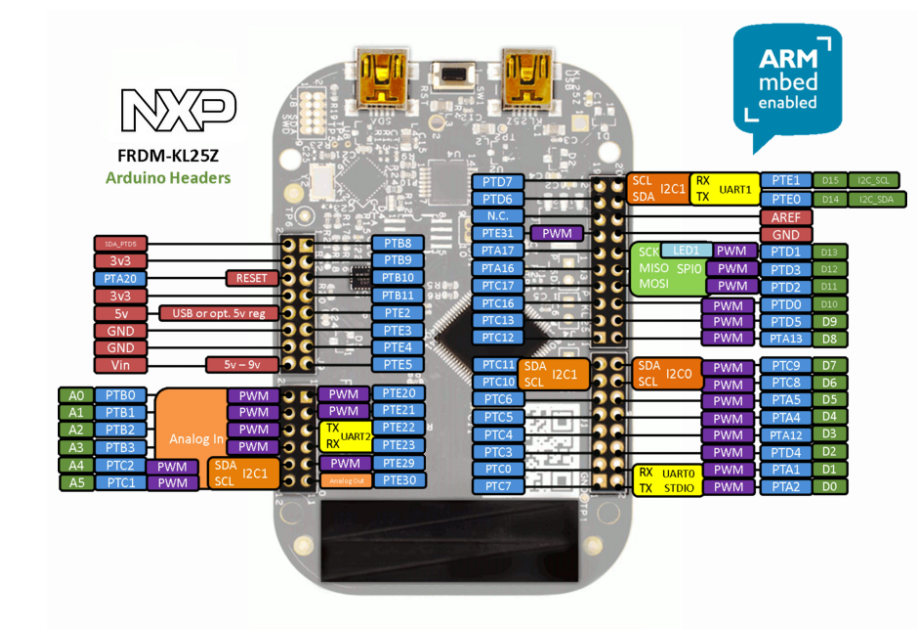 NXP
FRDM-KL25Z
Arduino Headers
ARM
mbed
enabled
RST
SW1
SDA_PTD5
3v3
PTA20 RESET
3v3
5v USB or opt. 5v reg
GND
GND
Vin 5v – 9v
PTB8
PTB9
PTB10
PTB11
PTE2
PTE3
PTE4
PTE5
A0 PTB0 PWM
A1 PTB1 PWM
A2 PTB2 PWM
A3 PTB3 PWM
Analog In
A4 PTC2 PWM SDA
A5 PTC1 PWM SCL
I2C1
PWM PTE20
PWM PTE21
TX PTE22
RX PTE23
UART2
PWM PTE29
Analog Out PTE30
PTD7
PTD6
N.C.
PTE31 PWM
PTA17
PTA16
PTC17
PTC16
PTC13
PTC12
PTC11 SDA
PTC10 SCL
I2C1
PTC6
PTC5
PTC4
PTC3
PTC0
PTC7
SCL I2C1 RX UART1 PTE1 D15 I2C_SCL
SDA TX PTE0 D14 I2C_SDA
AREF
GND
SCK LED1 PWM PTD1 D13
MISO SPI0 PWM PTD3 D12
MOSI PWM PTD2 D11
PWM PTD0 D10
PWM PTD5 D9
PWM PTA13 D8
SDA I2C0 PWM PTC9 D7
SCL PWM PTC8 D6
PWM PTA5 D5
PWM PTA4 D4
PWM PTA12 D3
PWM PTD4 D2
RX UART0 PWM PTA1 D1
TX STDIO PWM PTA2 D0